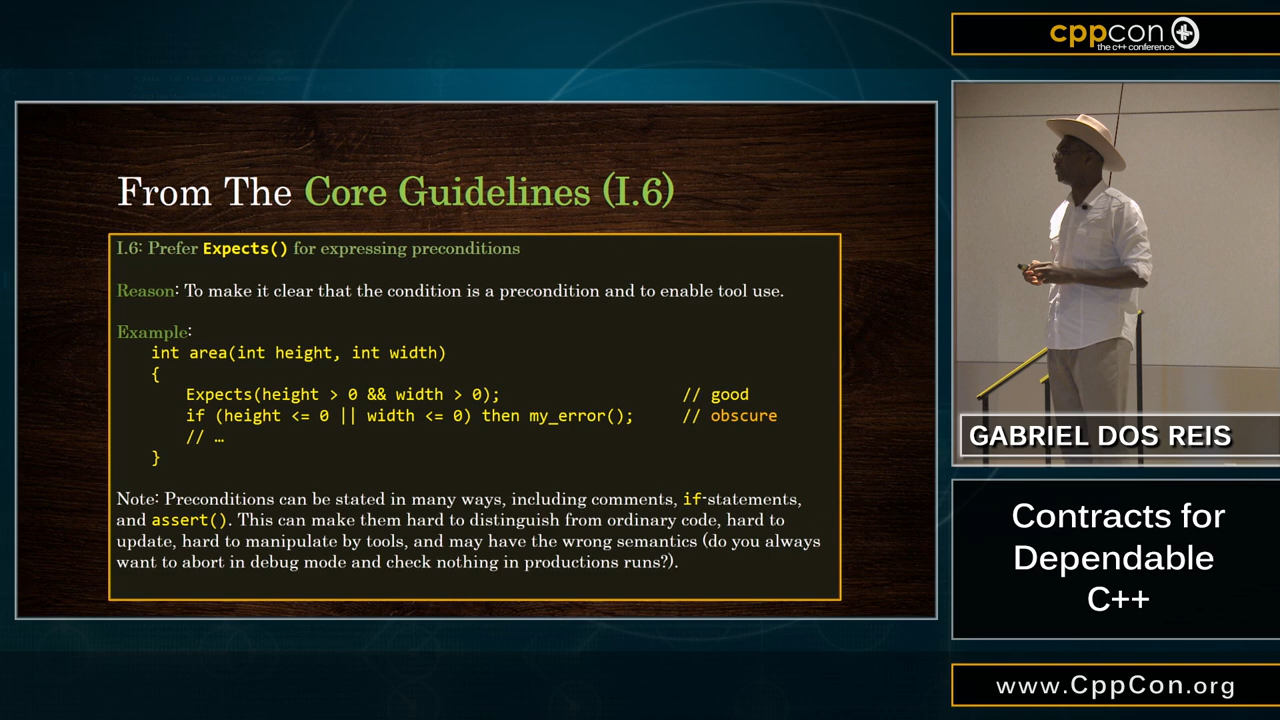 From The Core Guidelines (I.6)
I.6: Prefer Expects() for expressing preconditions
Reason: To make it clear that the condition is a precondition and to enable tool use.
Example:
int area(int height, int width)
{
Expects(height > 0 && width > 0); // good
if (height <= 0 || width <= 0) then my_error(); // obscure
// …
}
Note: Preconditions can be stated in many ways, including comments, if-statements,
and assert(). This can make them hard to distinguish from ordinary code, hard to
update, hard to manipulate by tools, and may have the wrong semantics (do you always
want to abort in debug mode and check nothing in productions runs?).
cppcon
the c++ conference
GABRIEL DOS REIS
Contracts for
Dependable
C++
www.CppCon.org